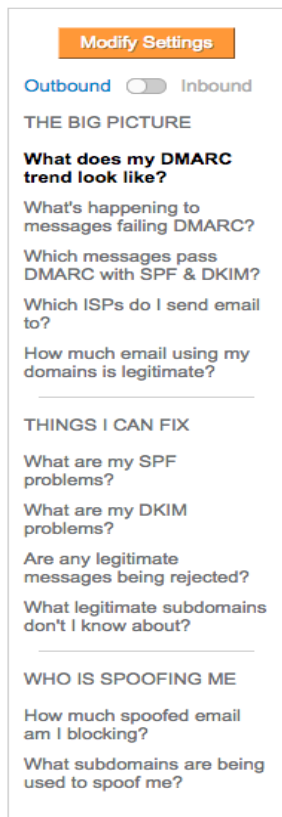 Modify Settings
Outbound Inbound
THE BIG PICTURE
What does my DMARC
trend look like?
What's happening to
messages failing DMARC?
Which messages pass
DMARC with SPF & DKIM?
Which ISPs do I send email
to?
How much email using my
domains is legitimate?
THINGS I CAN FIX
What are my SPF
problems?
What are my DKIM
problems?
Are any legitimate
messages being rejected?
What legitimate subdomains
don't I know about?
WHO IS SPOOFING ME
How much spoofed email
am I blocking?
What subdomains are being
used to spoof me?